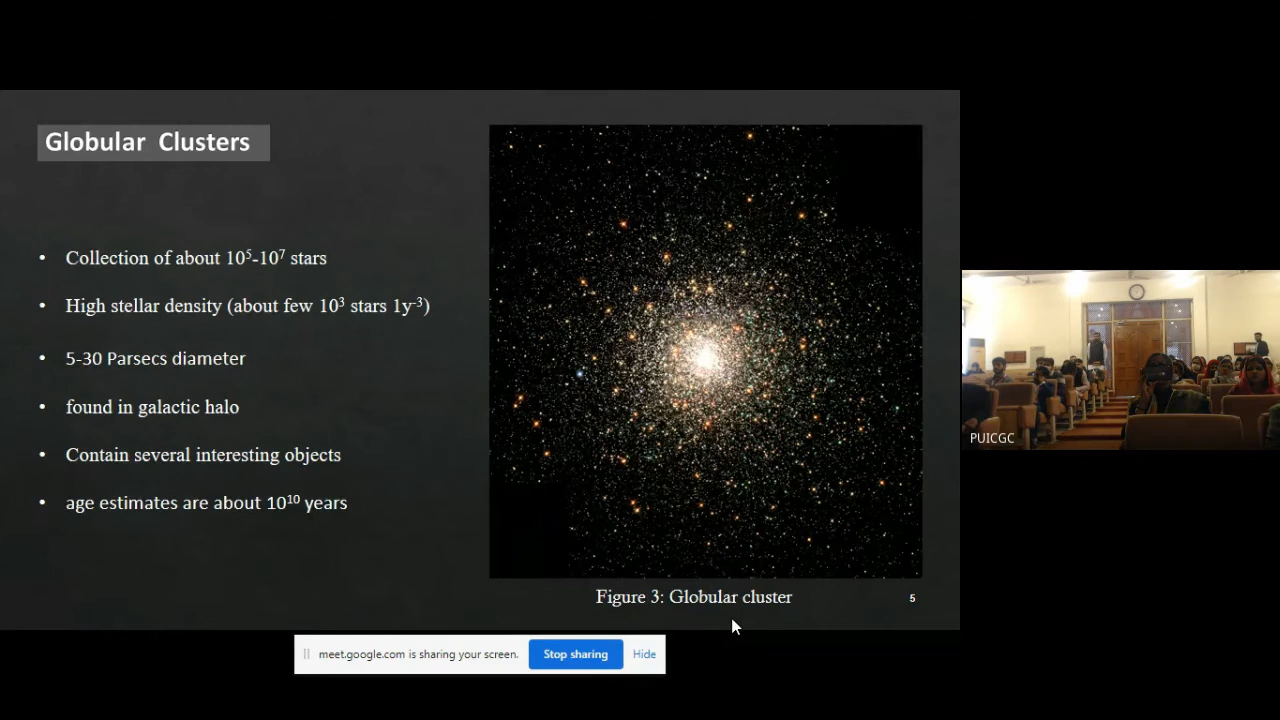 Globular Clusters
• Collection of about 10⁵-10⁷ stars
• High stellar density (about few 10³ stars 1y⁻³)
• 5-30 Parsecs diameter
• found in galactic halo
• Contain several interesting objects
• age estimates are about 10¹⁰ years
Figure 3: Globular cluster
5
PUICGC
meet.google.com is sharing your screen.
Stop sharing
Hide